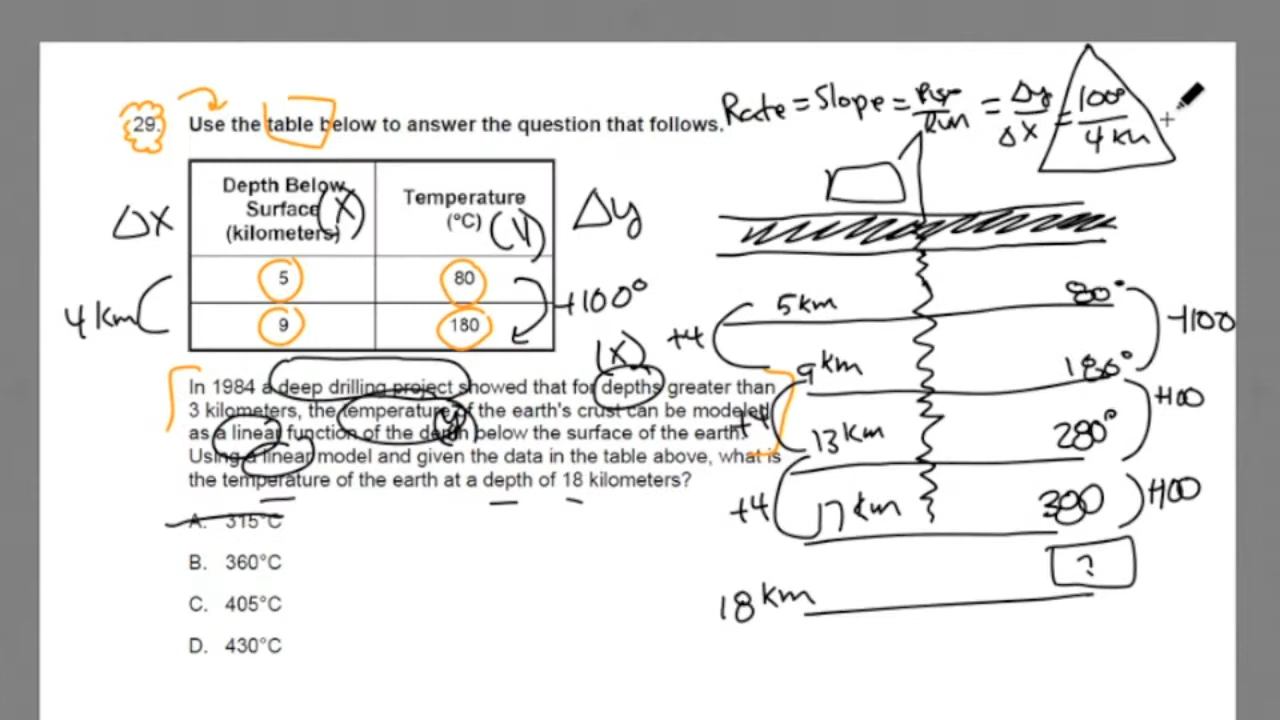 29. Use the table below to answer the question that follows.
Rate = Slope = Rise/Run = Δy/Δx = 100°/4 km
Depth Below Surface (kilometers) (X)
Temperature (°C) (Y)
ΔX
Δy
5 80
9 180
4 km
+100°
In 1984 a deep drilling project showed that for depths greater than
3 kilometers, the temperature of the earth's crust can be modeled
as a linear function of the depth below the surface of the earth.
Using a linear model and given the data in the table above, what is
the temperature of the earth at a depth of 18 kilometers?
(X)
(y)
A. 315°C
B. 360°C
C. 405°C
D. 430°C
5 km 80°
+4 +100
9 km 180°
+4 +100
13 km 280°
+4 +100
17 km 380
?
18 km